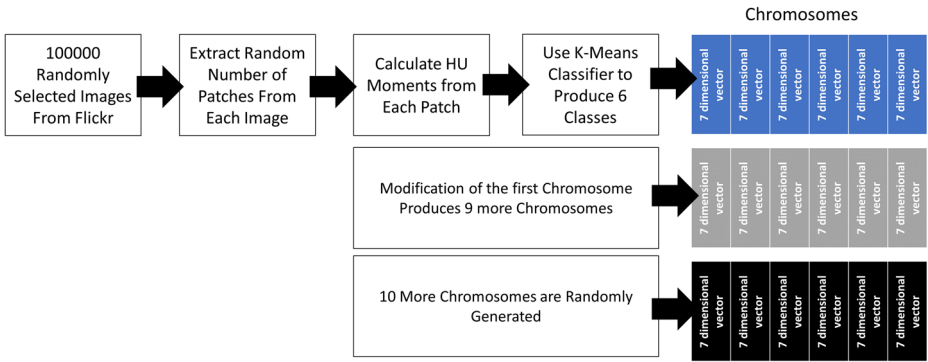 Chromosomes
100000
Randomly
Selected Images
From Flickr
Extract Random
Number of
Patches From
Each Image
Calculate HU
Moments from
Each Patch
Use K-Means
Classifier to
Produce 6
Classes
7 dimensional
vector
7 dimensional
vector
7 dimensional
vector
7 dimensional
vector
7 dimensional
vector
7 dimensional
vector
Modification of the first Chromosome
Produces 9 more Chromosomes
7 dimensional
vector
7 dimensional
vector
7 dimensional
vector
7 dimensional
vector
7 dimensional
vector
7 dimensional
vector
10 More Chromosomes are Randomly
Generated
7 dimensional
vector
7 dimensional
vector
7 dimensional
vector
7 dimensional
vector
7 dimensional
vector
7 dimensional
vector